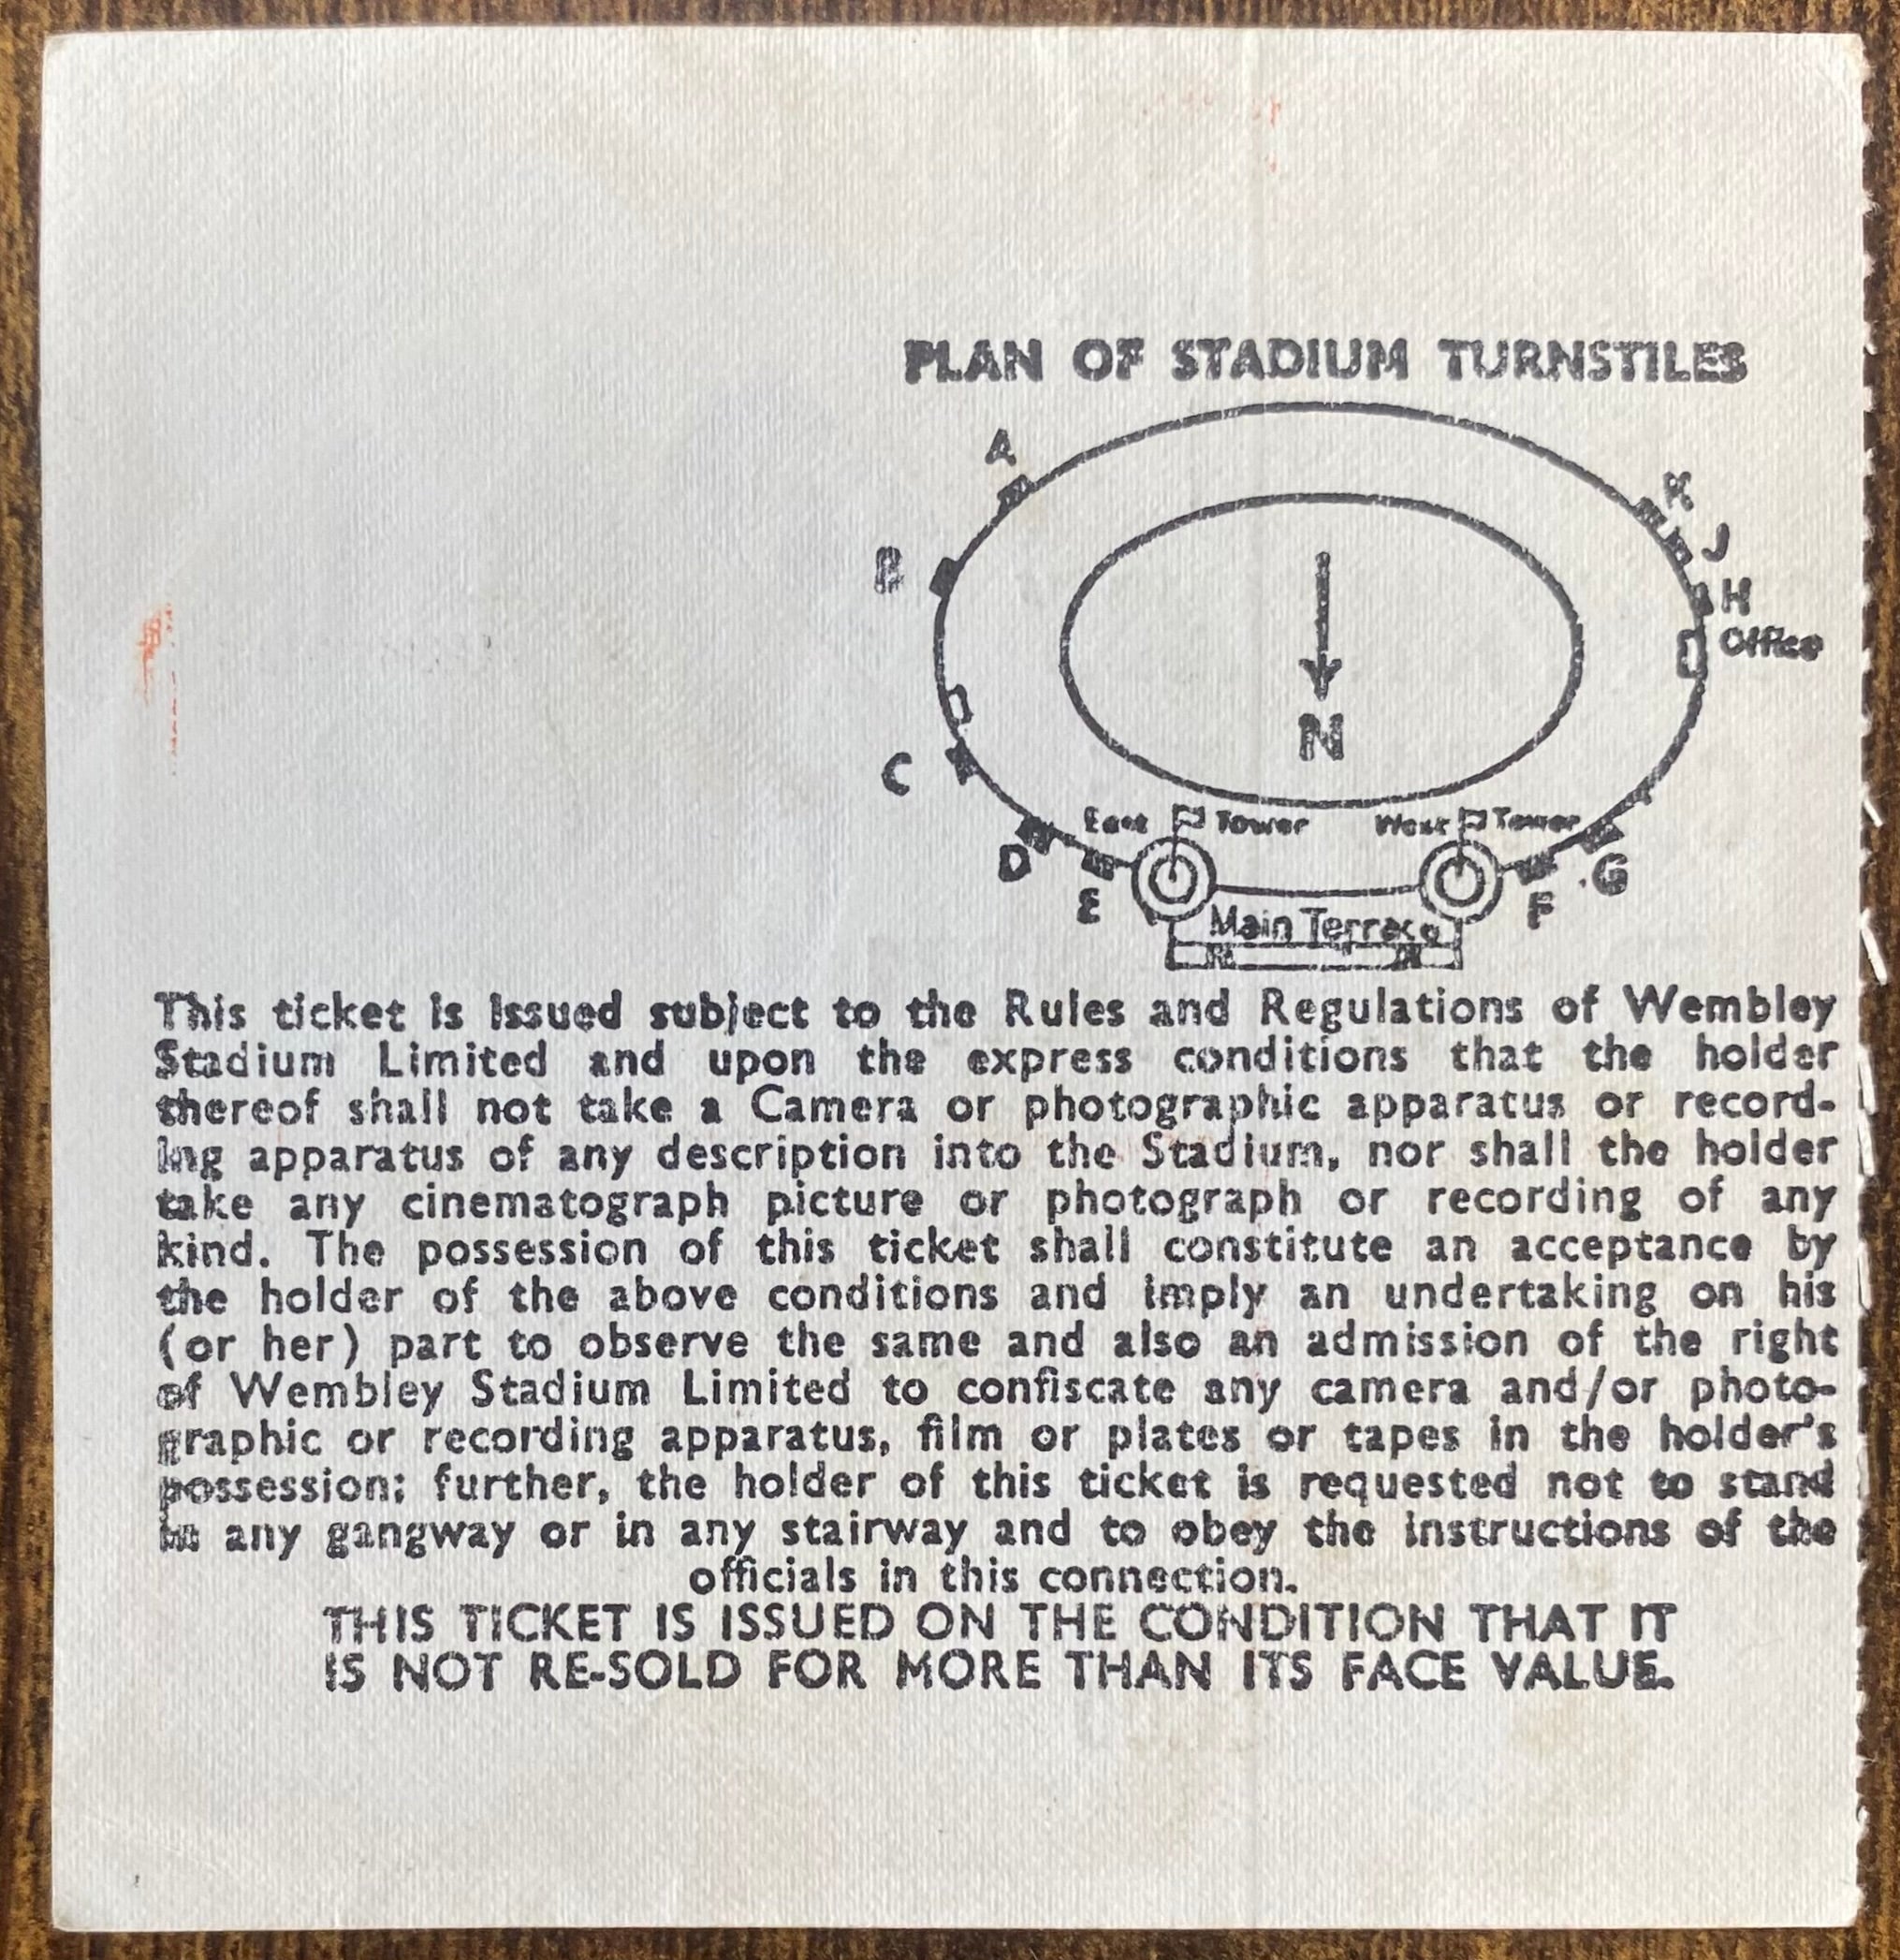 PLAN OF STADIUM TURNSTILES
A
K
J
B
H
Office
N
C
East Tower West Tower
D
G
E
F
Main Terrace
This ticket is issued subject to the Rules and Regulations of Wembley
Stadium Limited and upon the express conditions that the holder
thereof shall not take a Camera or photographic apparatus or record-
ing apparatus of any description into the Stadium, nor shall the holder
take any cinematograph picture or photograph or recording of any
kind. The possession of this ticket shall constitute an acceptance by
the holder of the above conditions and imply an undertaking on his
(or her) part to observe the same and also an admission of the right
of Wembley Stadium Limited to confiscate any camera and/or photo-
graphic or recording apparatus, film or plates or tapes in the holder's
possession; further, the holder of this ticket is requested not to stand
in any gangway or in any stairway and to obey the instructions of the
officials in this connection.
THIS TICKET IS ISSUED ON THE CONDITION THAT IT
IS NOT RE-SOLD FOR MORE THAN ITS FACE VALUE.